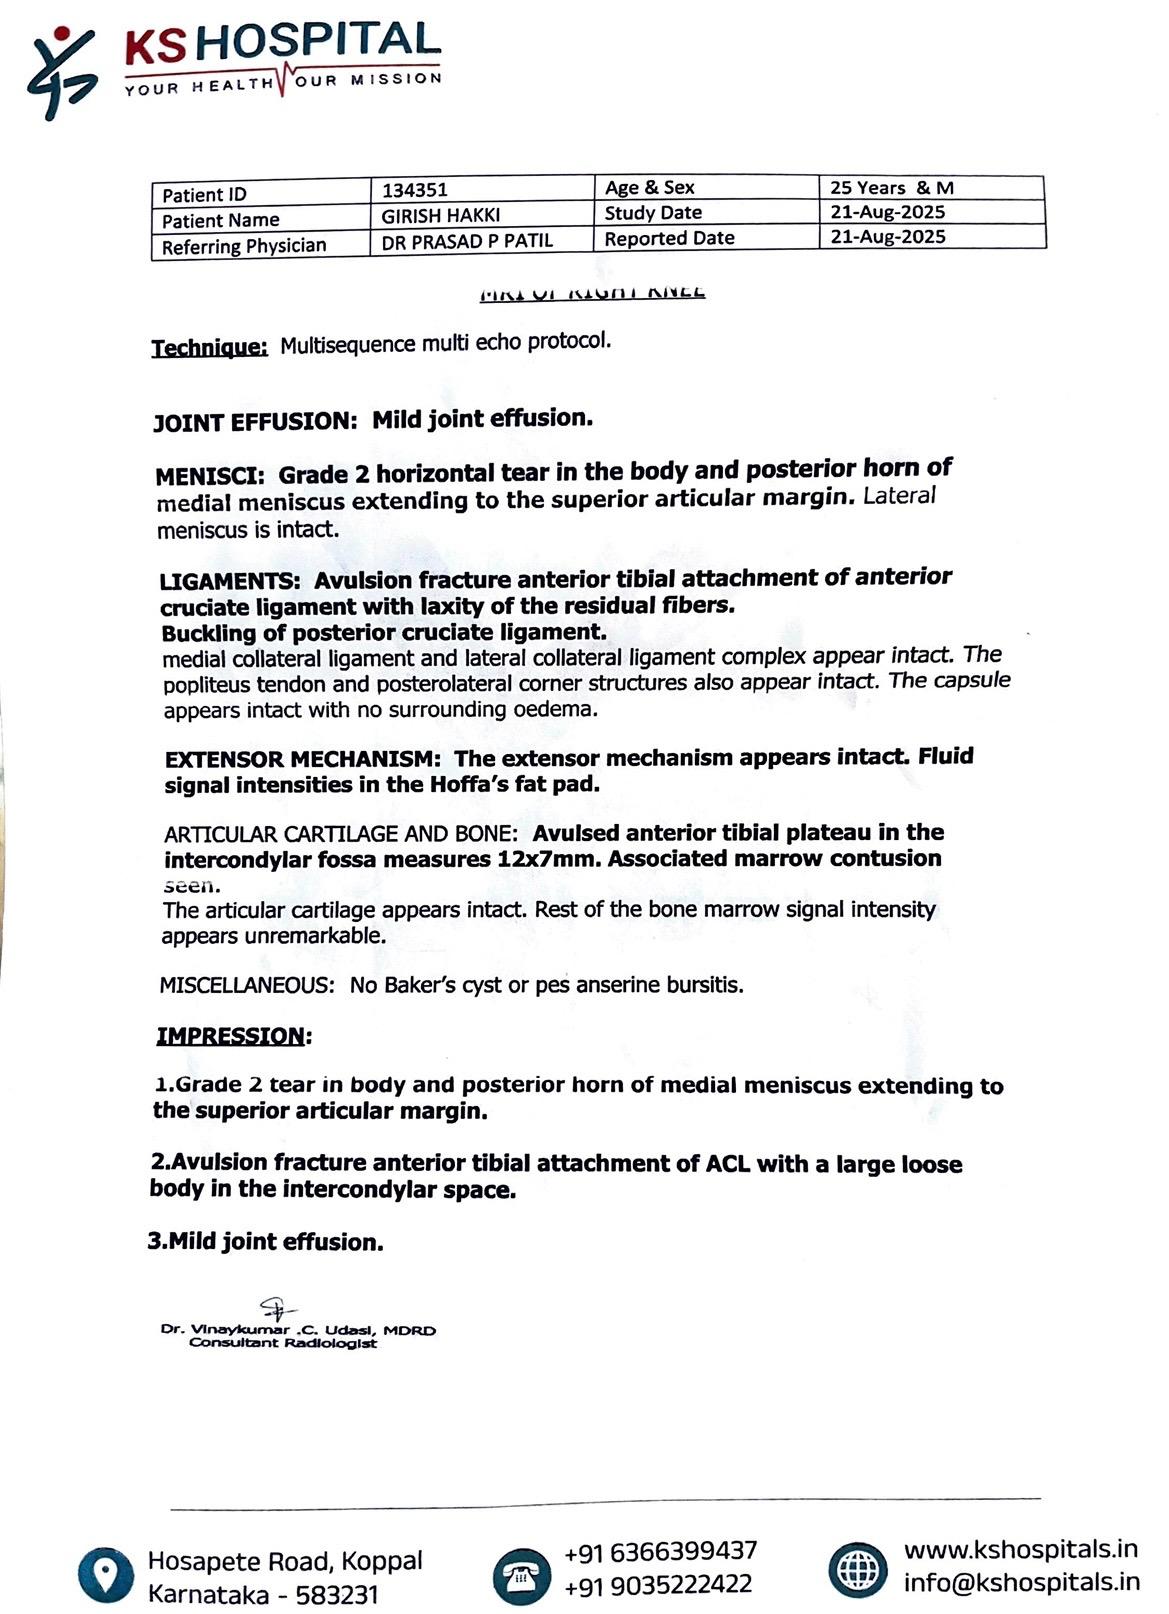 KS HOSPITAL
YOUR HEALTH OUR MISSION
Patient ID 134351 Age & Sex 25 Years & M
Patient Name GIRISH HAKKI Study Date 21-Aug-2025
Referring Physician DR PRASAD P PATIL Reported Date 21-Aug-2025
MRI OF RIGHT KNEE
Technique: Multisequence multi echo protocol.
JOINT EFFUSION: Mild joint effusion.
MENISCI: Grade 2 horizontal tear in the body and posterior horn of
medial meniscus extending to the superior articular margin. Lateral
meniscus is intact.
LIGAMENTS: Avulsion fracture anterior tibial attachment of anterior
cruciate ligament with laxity of the residual fibers.
Buckling of posterior cruciate ligament.
medial collateral ligament and lateral collateral ligament complex appear intact. The
popliteus tendon and posterolateral corner structures also appear intact. The capsule
appears intact with no surrounding oedema.
EXTENSOR MECHANISM: The extensor mechanism appears intact. Fluid
signal intensities in the Hoffa's fat pad.
ARTICULAR CARTILAGE AND BONE: Avulsed anterior tibial plateau in the
intercondylar fossa measures 12x7mm. Associated marrow contusion
seen.
The articular cartilage appears intact. Rest of the bone marrow signal intensity
appears unremarkable.
MISCELLANEOUS: No Baker's cyst or pes anserine bursitis.
IMPRESSION:
1.Grade 2 tear in body and posterior horn of medial meniscus extending to
the superior articular margin.
2.Avulsion fracture anterior tibial attachment of ACL with a large loose
body in the intercondylar space.
3.Mild joint effusion.
Dr. Vinaykumar .C. Udasi, MDRD
Consultant Radiologist
Hosapete Road, Koppal
Karnataka - 583231
+91 6366399437
+91 9035222422
www.kshospitals.in
info@kshospitals.in